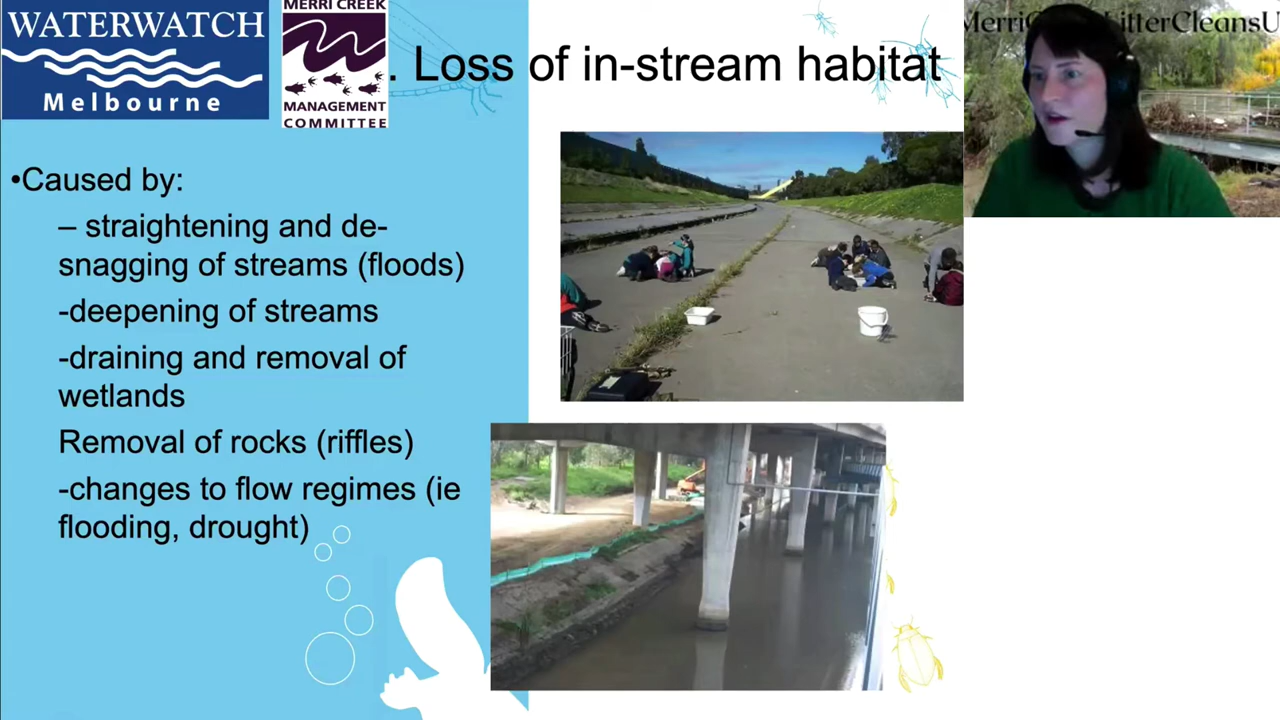 WATERWATCH
Melbourne
MERRI CREEK
MANAGEMENT
COMMITTEE
. Loss of in-stream habitat
•Caused by:
– straightening and de-
snagging of streams (floods)
-deepening of streams
-draining and removal of
wetlands
Removal of rocks (riffles)
-changes to flow regimes (ie
flooding, drought)